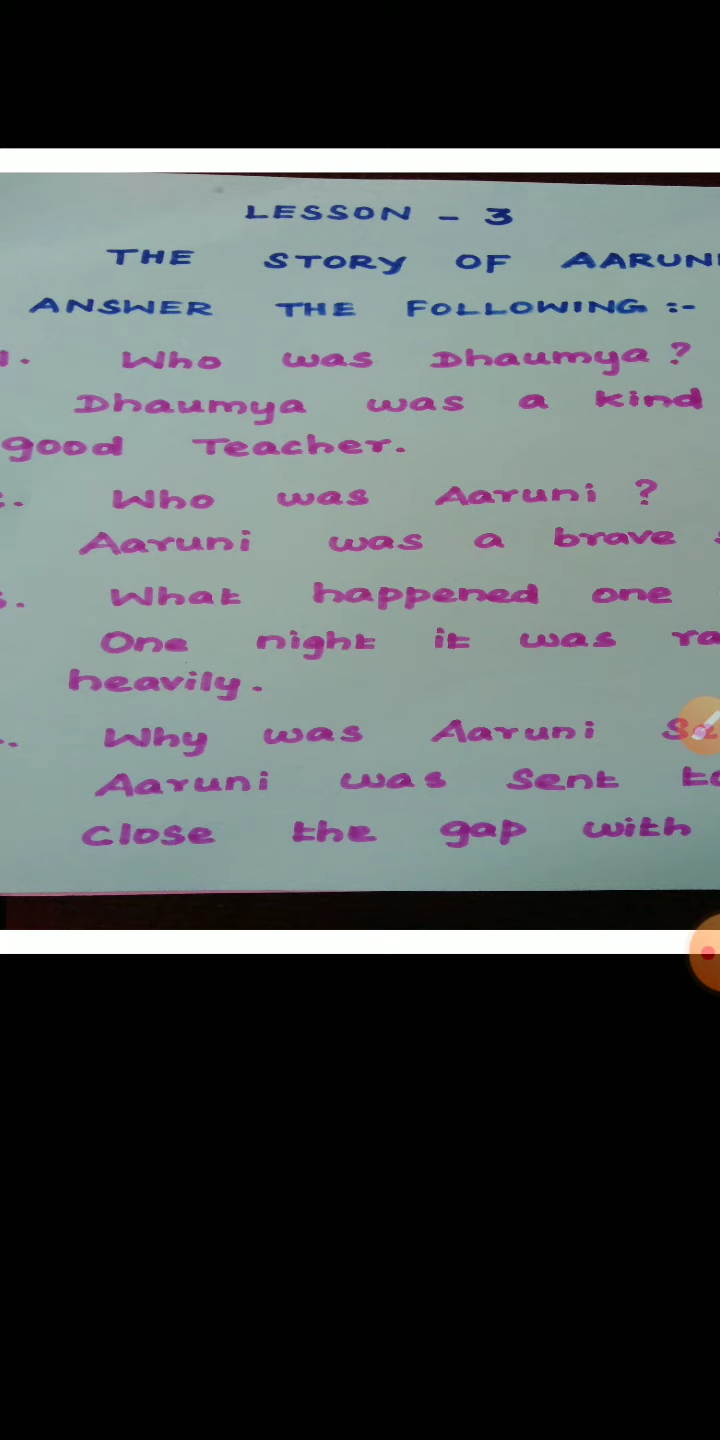 LESSON - 3
THE STORY OF AARUNI
ANSWER THE FOLLOWING :-
1. Who was Dhaumya ?
Dhaumya was a kind
good Teacher.
Who was Aaruni ?
Aaruni was a brave
What happened one
One night it was
heavily.
Why was Aaruni
Aaruni was Sent
Close the gap with